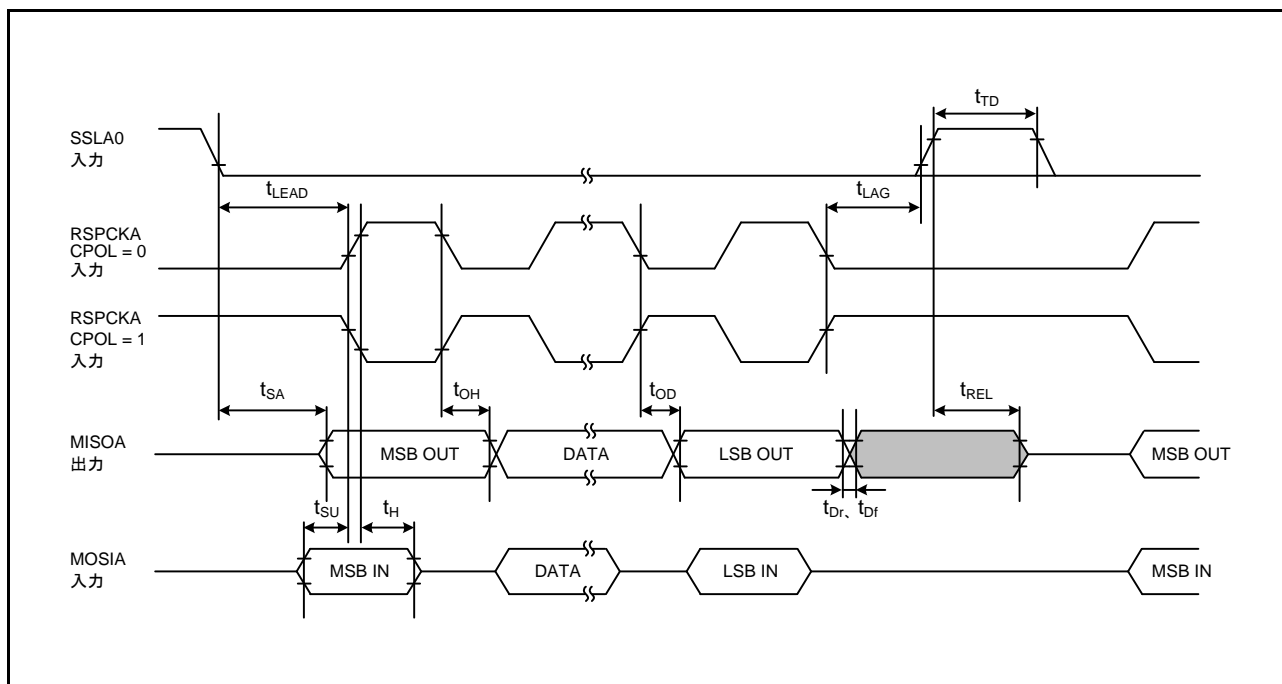 tTD
SSLA0
入力
tLEAD
tLAG
RSPCKA
CPOL = 0
入力
RSPCKA
CPOL = 1
入力
tSA
tOH
tOD
tREL
MISOA
出力
MSB OUT
DATA
LSB OUT
MSB OUT
tSU
tH
tDr、tDf
MOSIA
入力
MSB IN
DATA
LSB IN
MSB IN